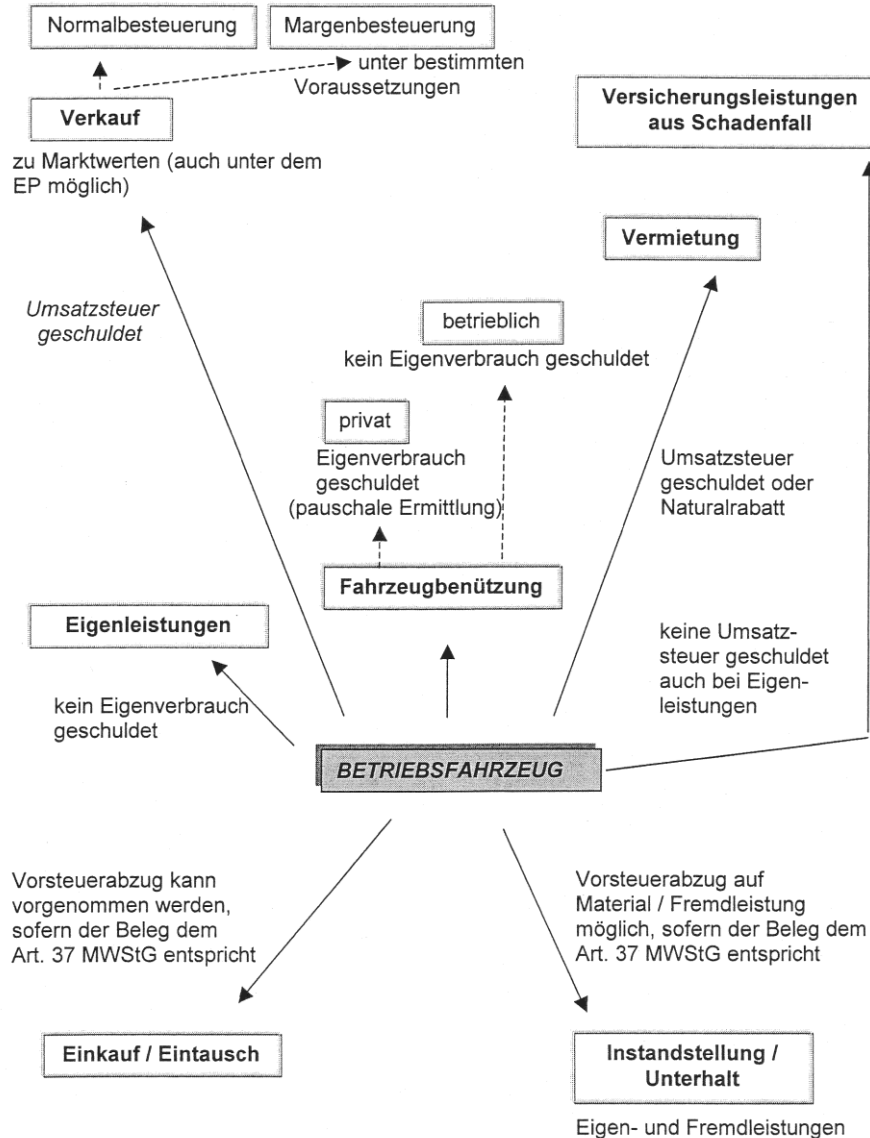 Normalbesteuerung
Margenbesteuerung
unter bestimmten
Voraussetzungen
Verkauf
zu Marktwerten (auch unter dem
EP möglich)
Versicherungsleistungen
aus Schadenfall
Vermietung
Umsatzsteuer
geschuldet
betrieblich
kein Eigenverbrauch geschuldet
privat
Eigenverbrauch
geschuldet
(pauschale Ermittlung)
Umsatzsteuer
geschuldet oder
Naturalrabatt
Fahrzeugbenützung
Eigenleistungen
kein Eigenverbrauch
geschuldet
keine Umsatz-
steuer geschuldet
auch bei Eigen-
leistungen
BETRIEBSFAHRZEUG
Vorsteuerabzug kann
vorgenommen werden,
sofern der Beleg dem
Art. 37 MWStG entspricht
Vorsteuerabzug auf
Material / Fremdleistung
möglich, sofern der Beleg dem
Art. 37 MWStG entspricht
Einkauf / Eintausch
Instandstellung /
Unterhalt
Eigen- und Fremdleistungen